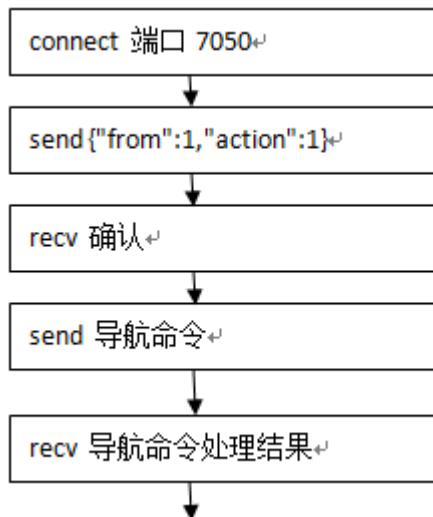 connect 端口 7050
send {"from":1,"action":1}
recv 确认
send 导航命令
recv 导航命令处理结果